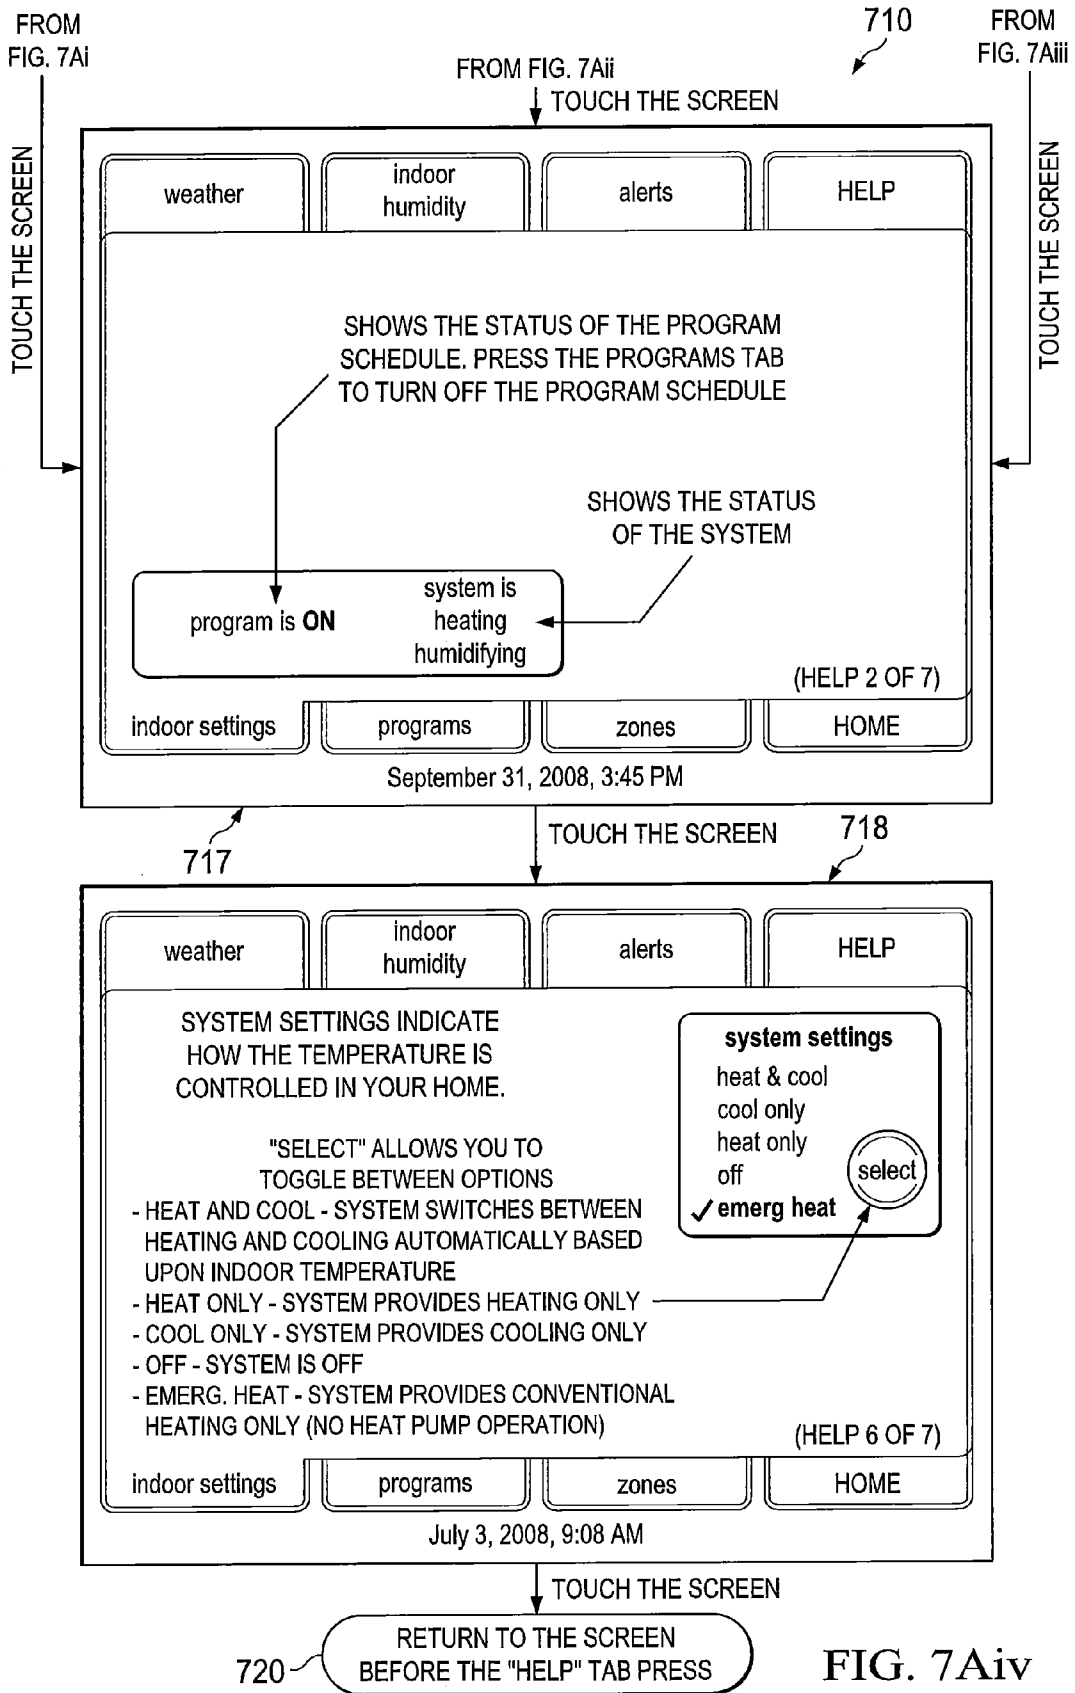 FROM
FIG. 7Ai
FROM FIG. 7Aii
710
FROM
FIG. 7Aiii
TOUCH THE SCREEN
TOUCH THE SCREEN
TOUCH THE SCREEN
weather
indoor
humidity
alerts
HELP
SHOWS THE STATUS OF THE PROGRAM
SCHEDULE. PRESS THE PROGRAMS TAB
TO TURN OFF THE PROGRAM SCHEDULE
SHOWS THE STATUS
OF THE SYSTEM
program is ON
system is
heating
humidifying
(HELP 2 OF 7)
indoor settings
programs
zones
HOME
September 31, 2008, 3:45 PM
717
TOUCH THE SCREEN
718
weather
indoor
humidity
alerts
HELP
SYSTEM SETTINGS INDICATE
HOW THE TEMPERATURE IS
CONTROLLED IN YOUR HOME.
"SELECT" ALLOWS YOU TO
TOGGLE BETWEEN OPTIONS
- HEAT AND COOL - SYSTEM SWITCHES BETWEEN
HEATING AND COOLING AUTOMATICALLY BASED
UPON INDOOR TEMPERATURE
- HEAT ONLY - SYSTEM PROVIDES HEATING ONLY
- COOL ONLY - SYSTEM PROVIDES COOLING ONLY
- OFF - SYSTEM IS OFF
- EMERG. HEAT - SYSTEM PROVIDES CONVENTIONAL
HEATING ONLY (NO HEAT PUMP OPERATION)
system settings
heat & cool
cool only
heat only
off
✓ emerg heat
select
(HELP 6 OF 7)
indoor settings
programs
zones
HOME
July 3, 2008, 9:08 AM
TOUCH THE SCREEN
720
RETURN TO THE SCREEN
BEFORE THE "HELP" TAB PRESS
FIG. 7Aiv